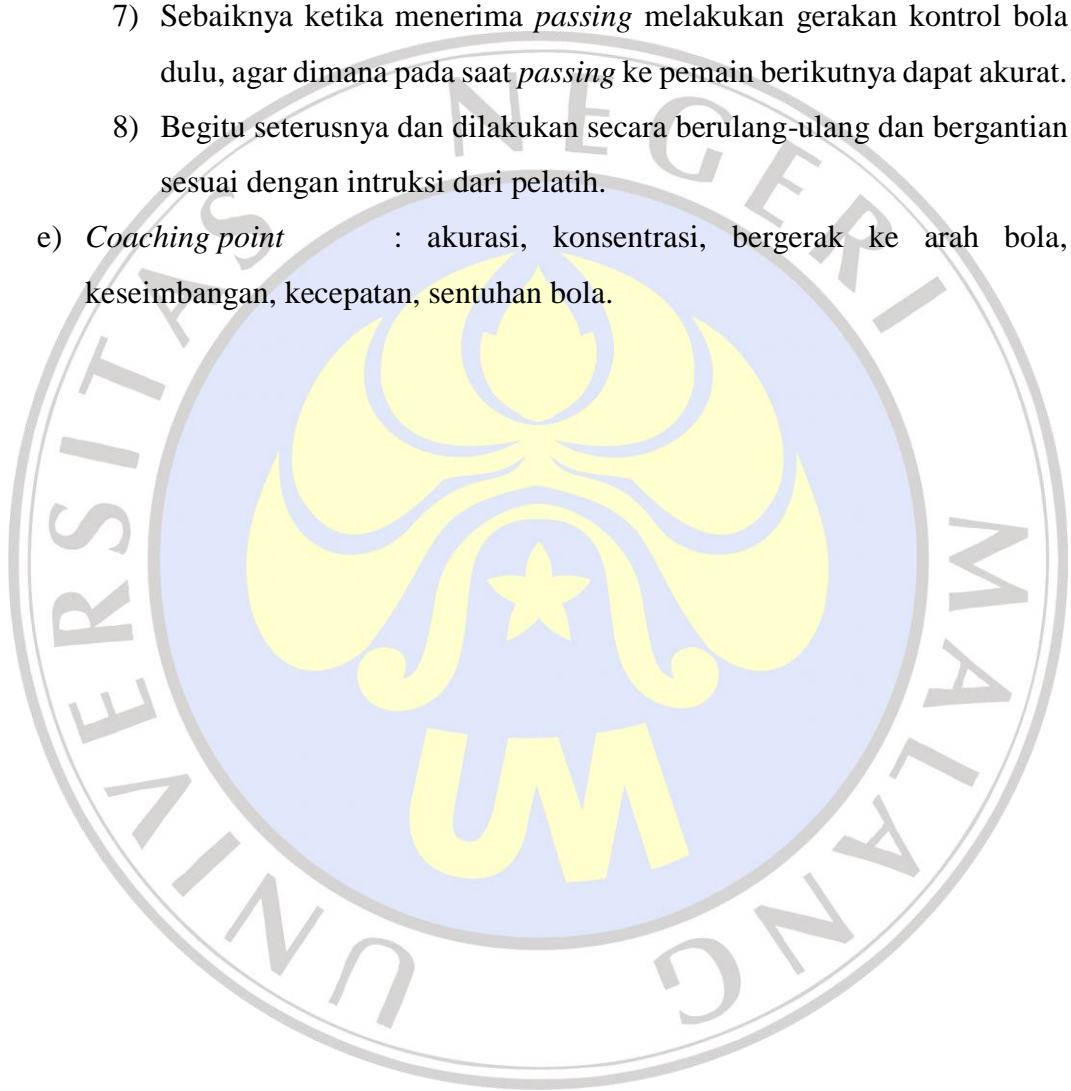 7) Sebaiknya ketika menerima passing melakukan gerakan kontrol bola
dulu, agar dimana pada saat passing ke pemain berikutnya dapat akurat.
8) Begitu seterusnya dan dilakukan secara berulang-ulang dan bergantian
sesuai dengan intruksi dari pelatih.
e) Coaching point : akurasi, konsentrasi, bergerak ke arah bola,
keseimbangan, kecepatan, sentuhan bola.
UNIVERSITAS NEGERI MALANG
UM